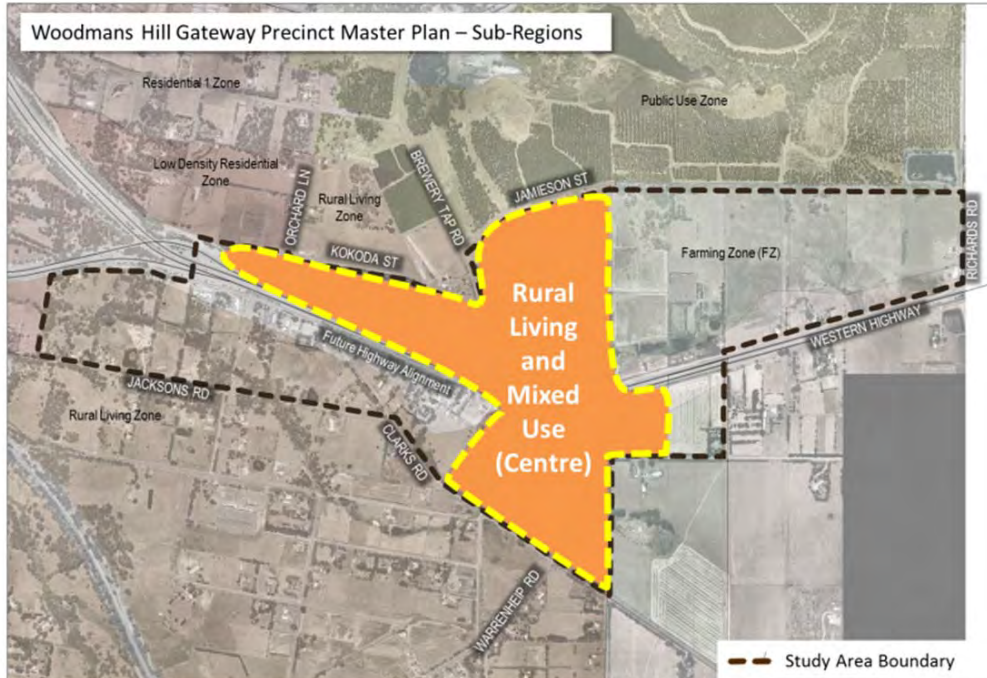 Woodmans Hill Gateway Precinct Master Plan – Sub-Regions
Residential 1 Zone
Public Use Zone
Low Density Residential
Zone
ORCHARD LN
Rural Living
Zone
BREWERY TAP RD
JAMIESON ST
KOKODA ST
Farming Zone (FZ)
RICHARDS RD
Rural
Living
and
Mixed
Use
(Centre)
WESTERN HIGHWAY
Future Highway Alignment
JACKSONS RD
Rural Living Zone
CLARKS RD
WARRENHEIP RD
Study Area Boundary